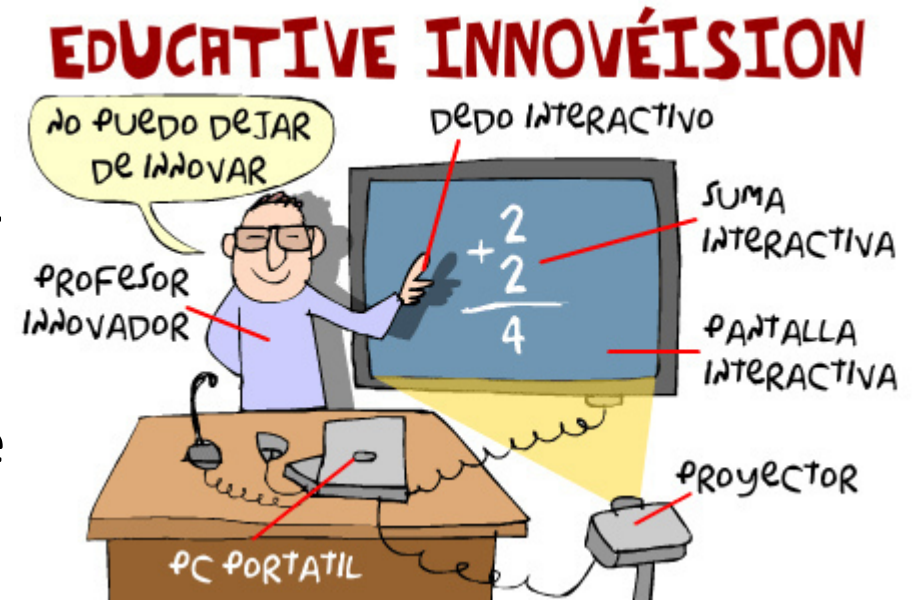 EDUCATIVE INNOVÉISION
NO PUEDO DEJAR
DE INNOVAR
DEDO INTERACTIVO
SUMA
INTERACTIVA
PROFESOR
INNOVADOR
+ 2
2
4
PANTALLA
INTERACTIVA
PROYECTOR
PC PORTATIL